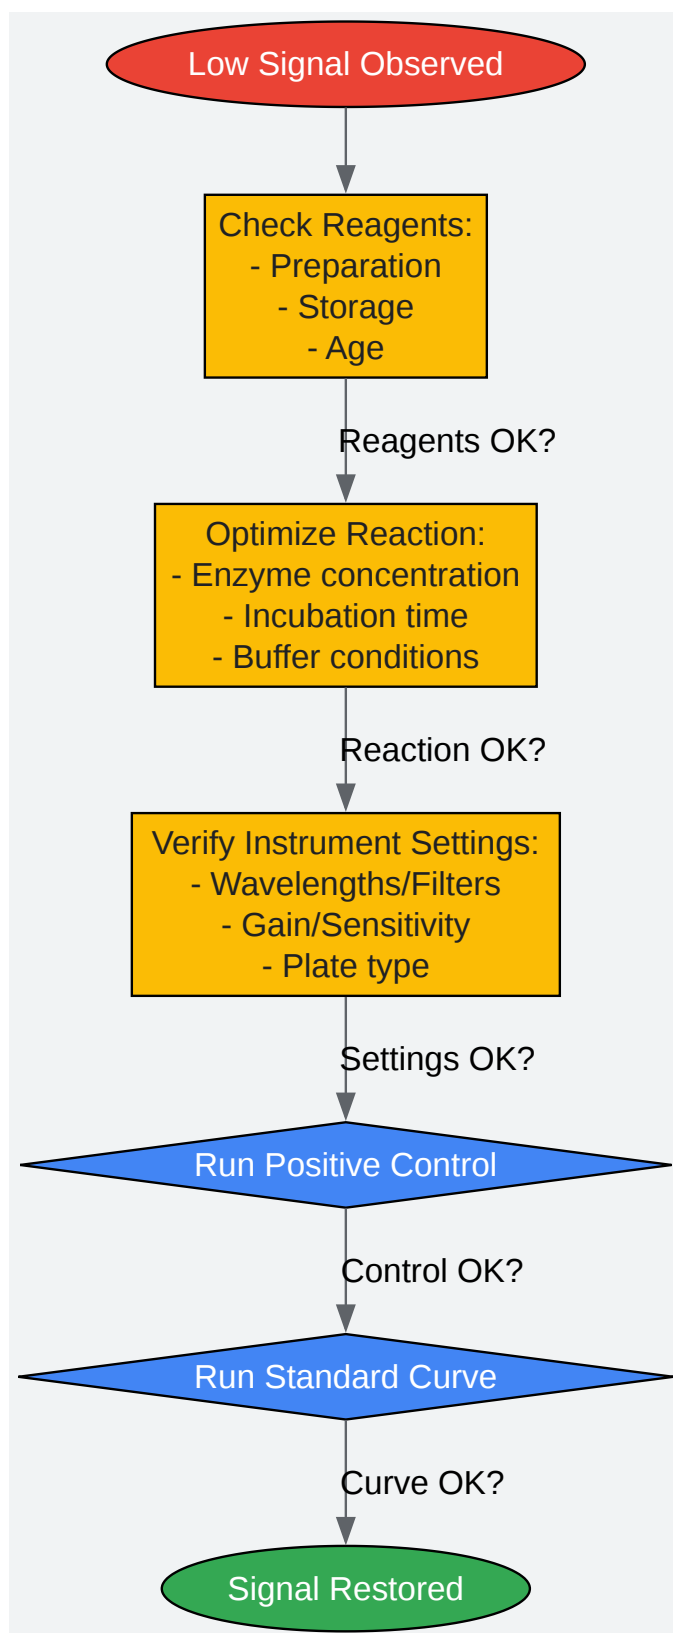 Low Signal Observed
Check Reagents:
- Preparation
- Storage
- Age
Reagents OK?
Optimize Reaction:
- Enzyme concentration
- Incubation time
- Buffer conditions
Reaction OK?
Verify Instrument Settings:
- Wavelengths/Filters
- Gain/Sensitivity
- Plate type
Settings OK?
Run Positive Control
Control OK?
Run Standard Curve
Curve OK?
Signal Restored